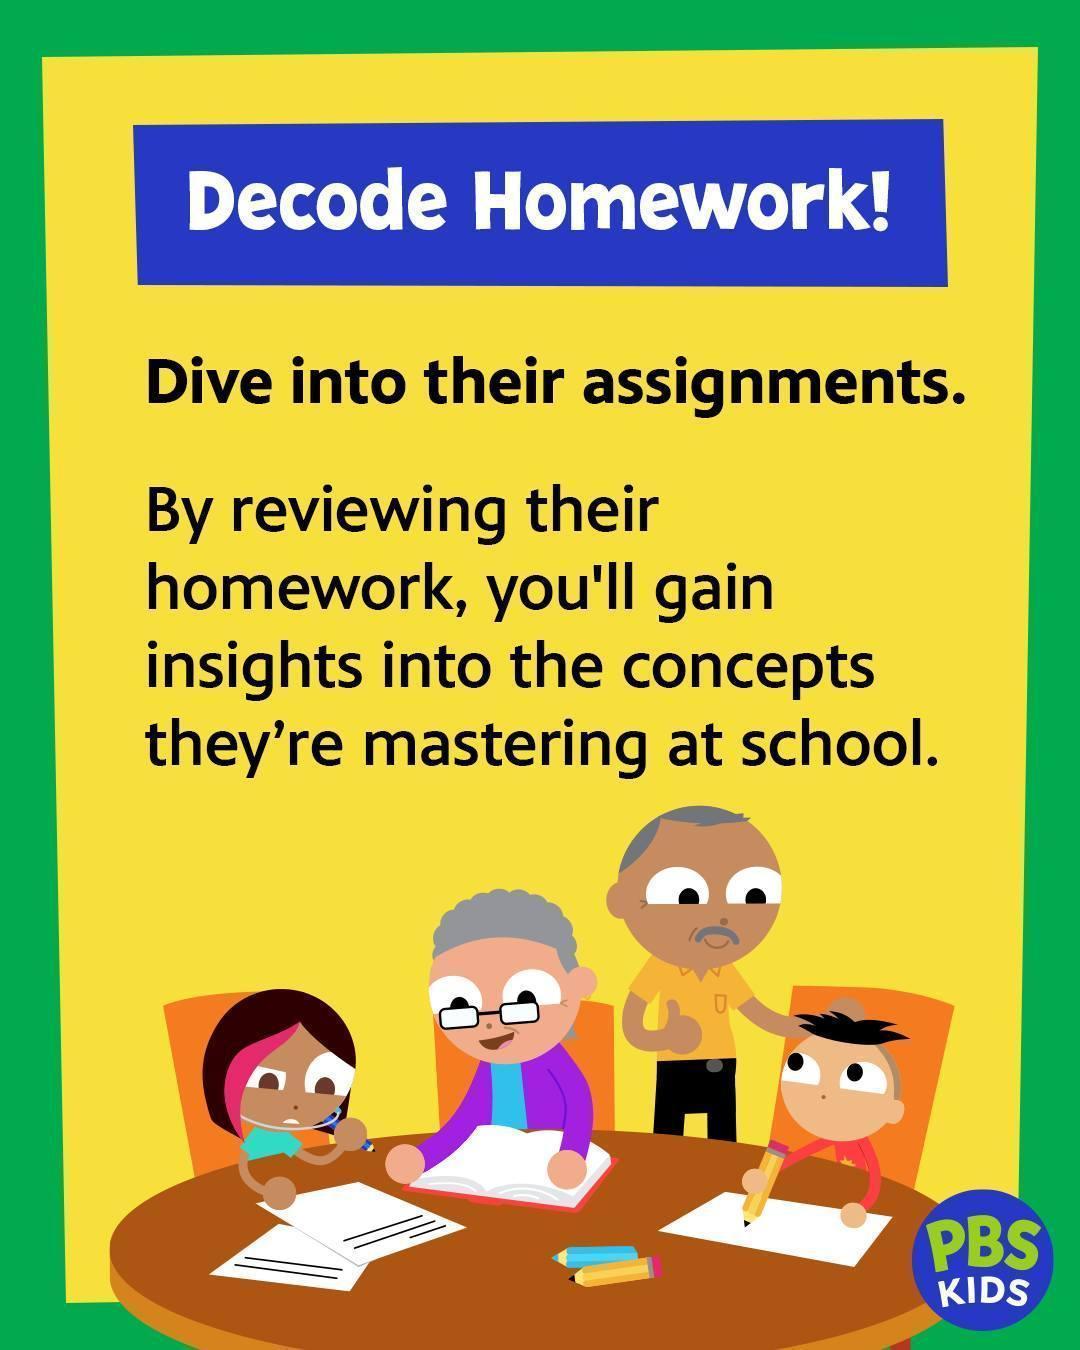 Decode Homework!
Dive into their assignments.
By reviewing their
homework, you'll gain
insights into the concepts
they’re mastering at school.
PBS
KIDS